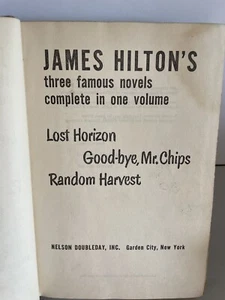 JAMES HILTON'S
three famous novels
complete in one volume
Lost Horizon
Good-bye, Mr. Chips
Random Harvest
NELSON DOUBLEDAY, INC. Garden City, New York